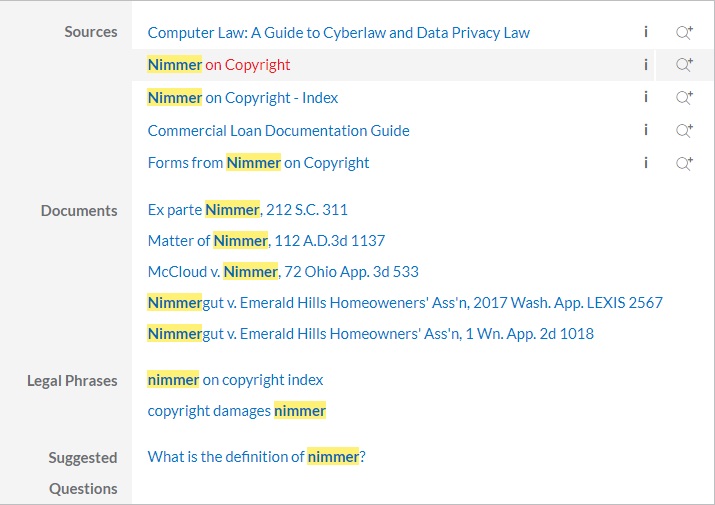 Sources
Computer Law: A Guide to Cyberlaw and Data Privacy Law i
Nimmer on Copyright i
Nimmer on Copyright - Index i
Commercial Loan Documentation Guide i
Forms from Nimmer on Copyright i
Documents
Ex parte Nimmer, 212 S.C. 311
Matter of Nimmer, 112 A.D.3d 1137
McCloud v. Nimmer, 72 Ohio App. 3d 533
Nimmergut v. Emerald Hills Homeoweners' Ass'n, 2017 Wash. App. LEXIS 2567
Nimmergut v. Emerald Hills Homeowners' Ass'n, 1 Wn. App. 2d 1018
Legal Phrases
nimmer on copyright index
copyright damages nimmer
Suggested
Questions
What is the definition of nimmer?